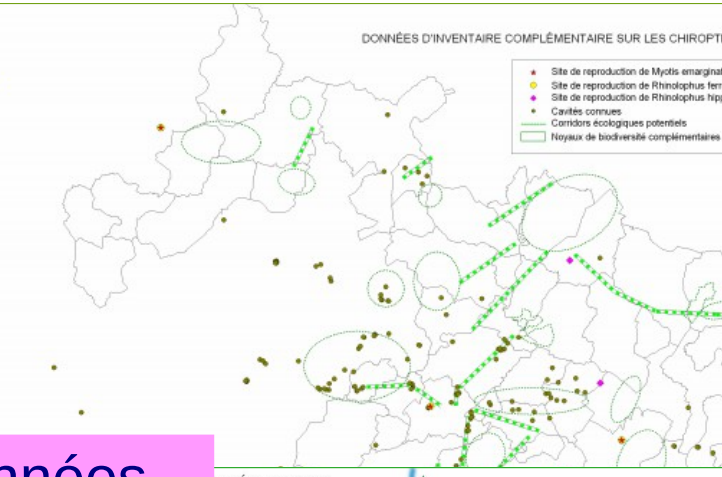 DONNÉES D'INVENTAIRE COMPLÉMENTAIRE SUR LES CHIROPT
Site de reproduction de Myotis emarginat
Site de reproduction de Rhinolophus ferr
Site de reproduction de Rhinolophus hipp
Cavités connues
Corridors écologiques potentiels
Noyaux de biodiversité complémentaires
nnées